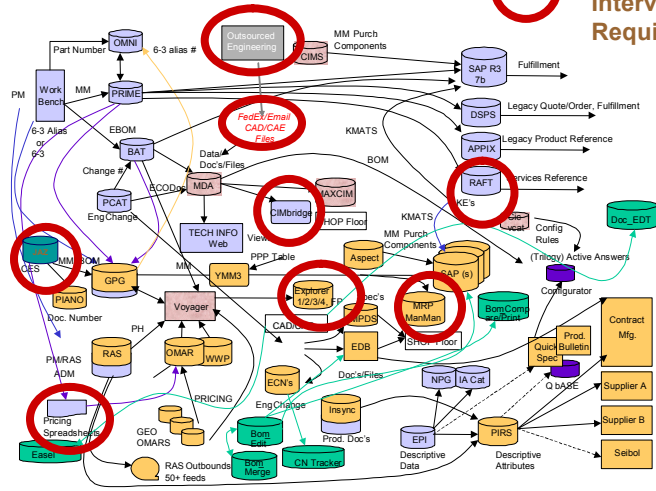 Interv
Requi
Outsourced
Engineering
OMNI
Part Number
6-3 alias #
CIMS
MM Purch
Components
SAP R3
7b
Fulfillment
Work
Bench
PM
MM
PRIME
DSPS
Legacy Quote/Order, Fulfillment
FedEx/Email
CAD/CAE
Files
6-3 Alias
or
6-3
EBOM
KMATS
APPIX
Legacy Product Reference
BAT
Data/
Doc's/Files
BOM
Change #
MDA
RAFT
Services Reference
ECODoc
MAXCIM
KE's
PCAT
EngChange
CIMbridge
SHOP Floor
KMATS
Doc_EDT
TECH INFO
Web
View
MM Purch
Components
Config
Rules
CES
MM/BOM
PPP Table
Aspect
(Trilogy) Active Answers
GPG
MM
YMM3
SAP (s)
Configurator
PIANO
Doc. Number
Explorer
1/2/3/4, FP
Spec's
MRP
ManMan
BomComp
are/Print
Voyager
PDS
CAD/C
SHOP Floor
Contract
Mfg.
PH
EDB
Prod.
Bulletin
Quick
Spec
RAS
OMAR
WWP
PM/RAS
ADM
Doc's/Files
NPG
IA Cat
Q bASE
ECN's
Supplier A
PRICING
EngChange
Insync
Pricing
Spreadsheets
GEO
OMARS
Bom
Edit
Prod. Doc's
EPI
PIRS
Supplier B
Easel
Descriptive
Data
Descriptive
Attributes
Seibol
RAS Outbounds
50+ feeds
Bom
Merge
CN Tracker